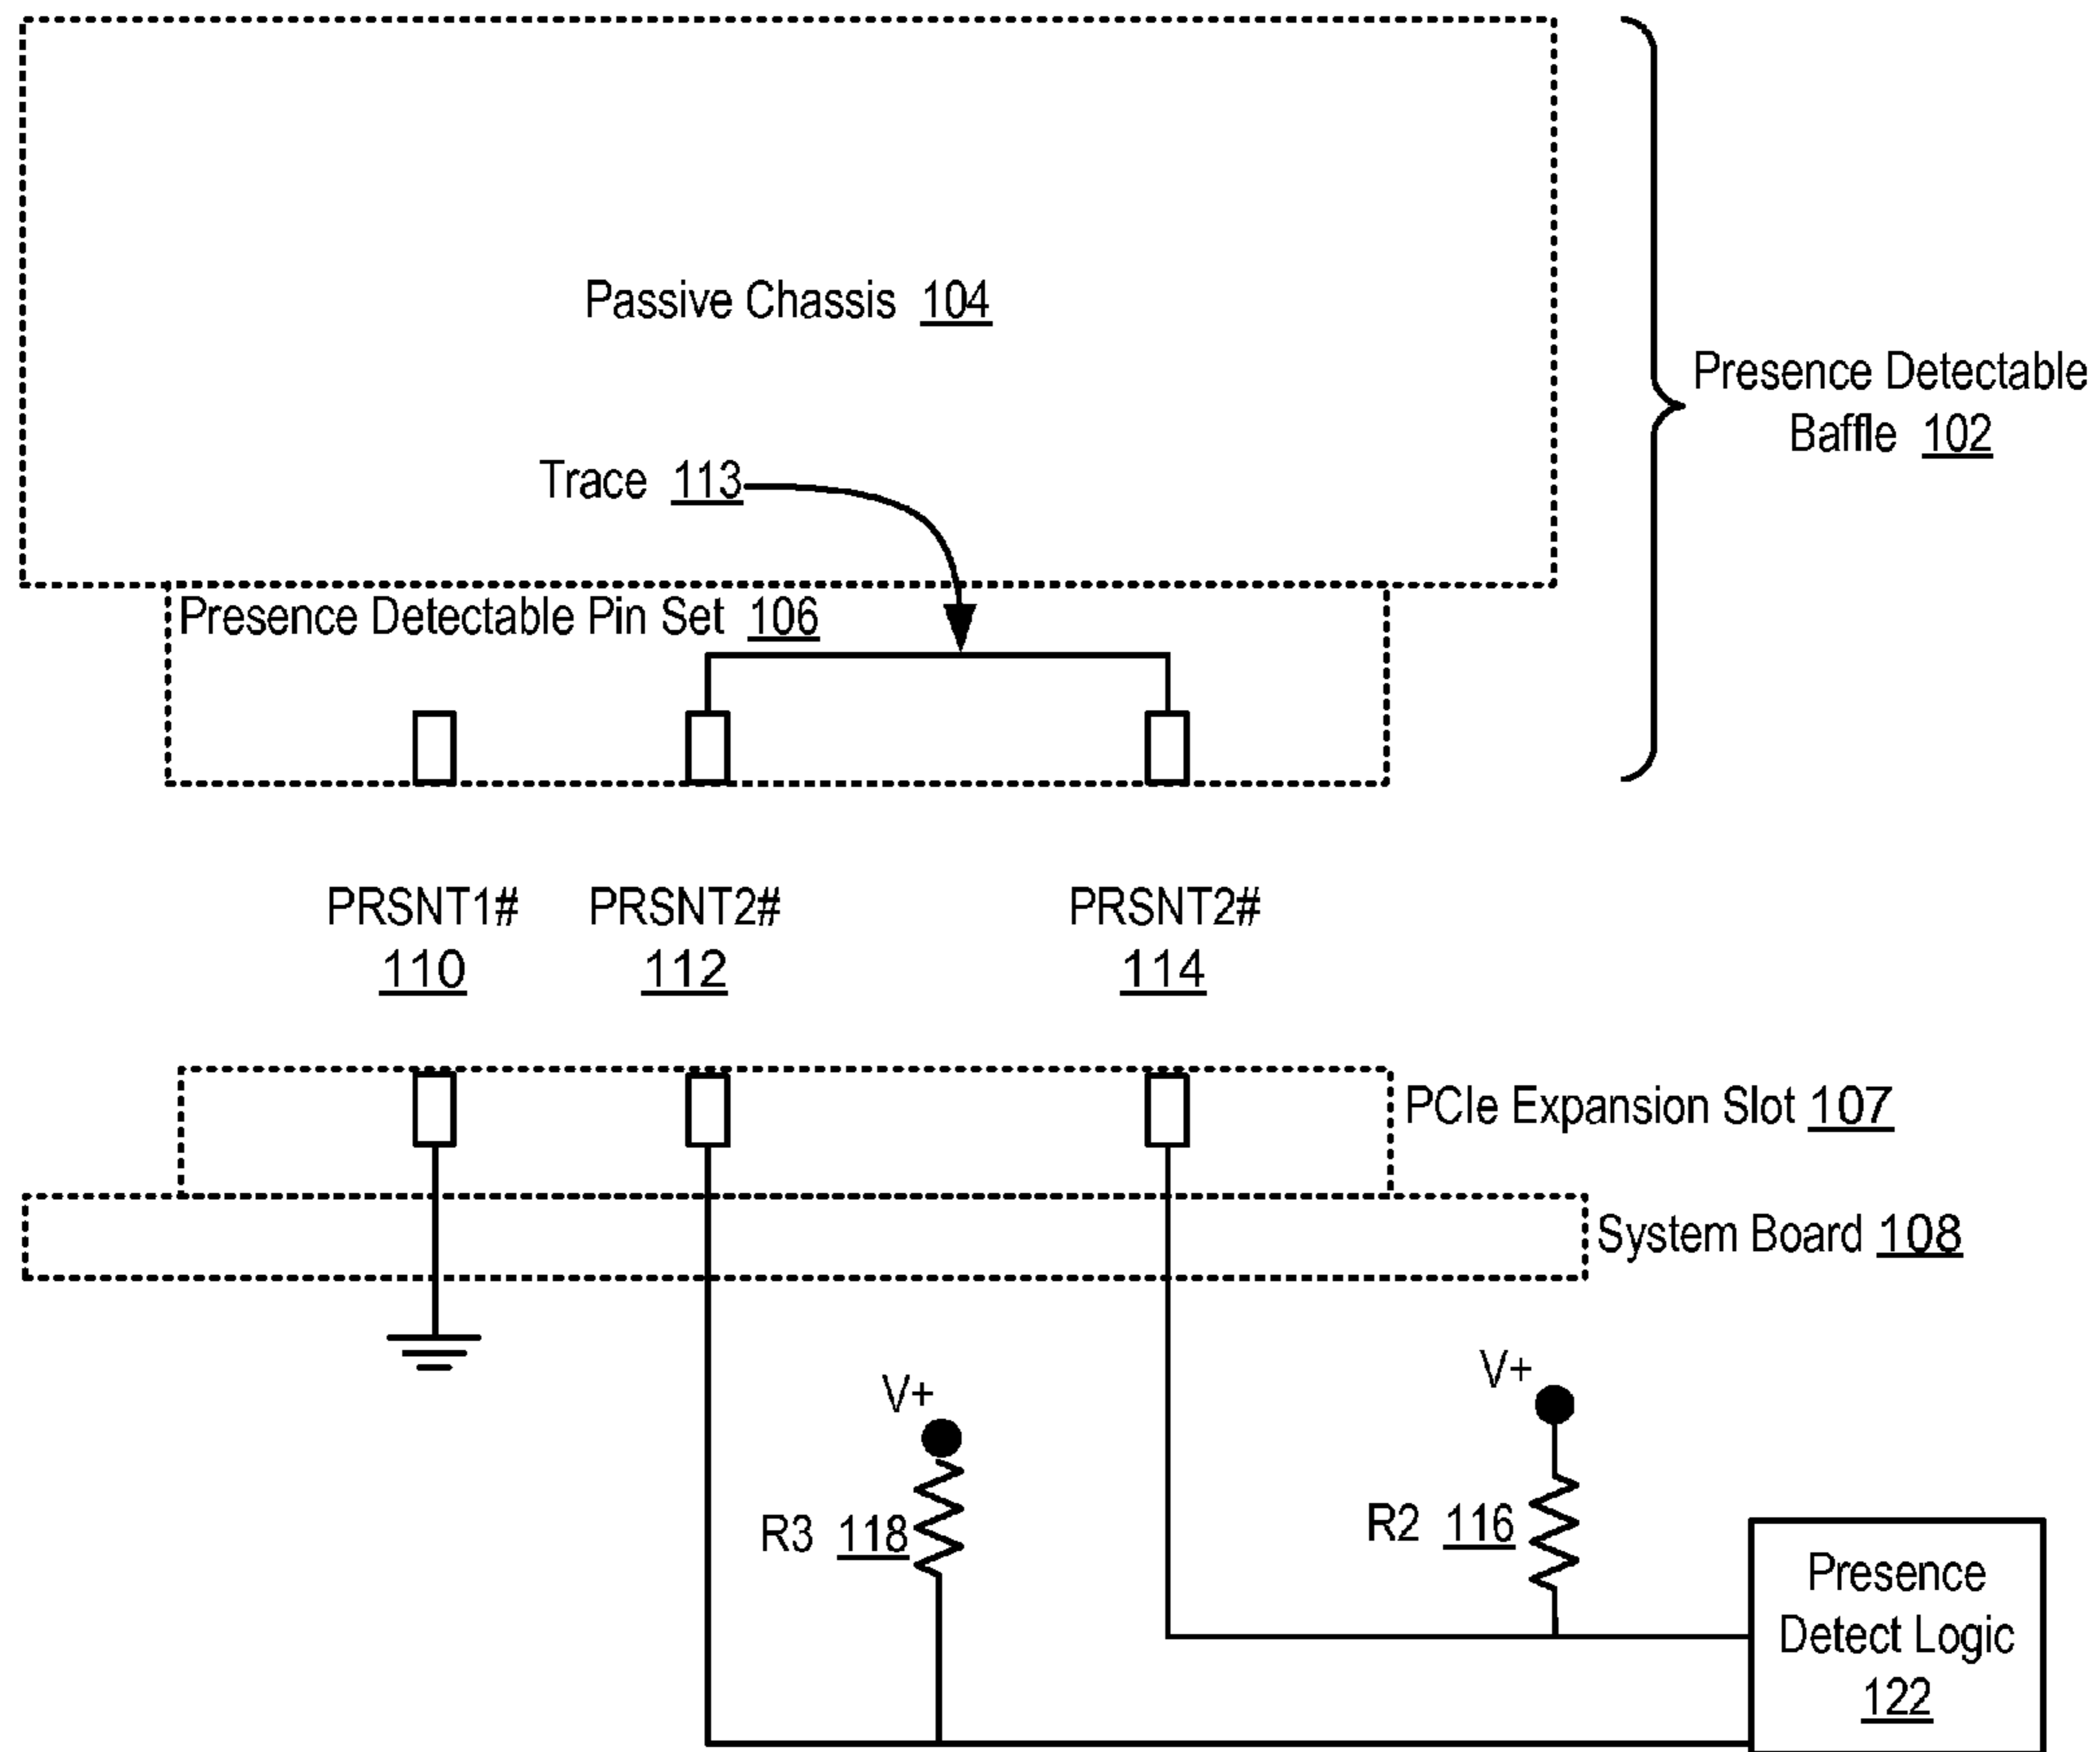 Passive Chassis 104
Presence Detectable
Baffle 102
Trace 113
Presence Detectable Pin Set 106
PRSNT1# PRSNT2# PRSNT2#
110 112 114
PCIe Expansion Slot 107
System Board 108
V+
V+
R3 118
R2 116
Presence
Detect Logic
122